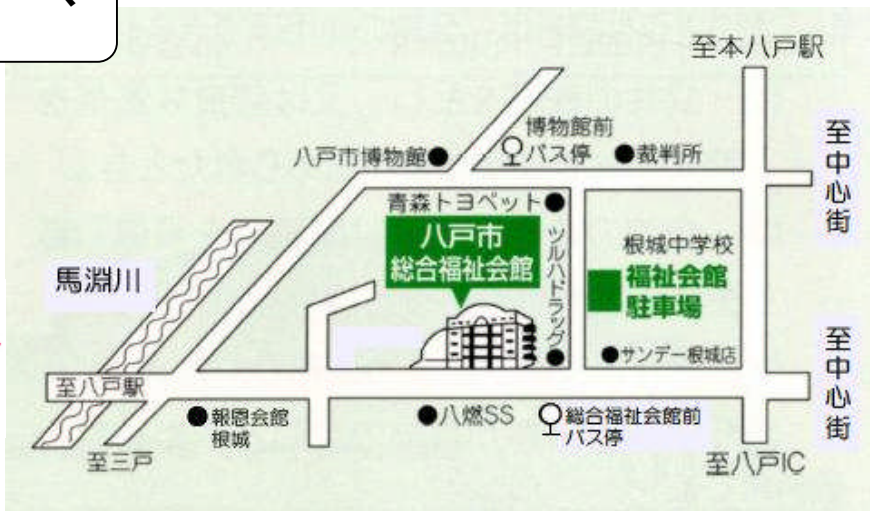 至本八戸駅
博物館前
バス停
八戸市博物館
裁判所
至中心街
青森トヨペット
八戸市
総合福祉会館
ツルハドラッグ
根城中学校
福祉会館
駐車場
馬淵川
サンデー根城店
至中心街
至八戸駅
報恩会館
根城
八燃SS
総合福祉会館前
バス停
至三戸
至八戸IC